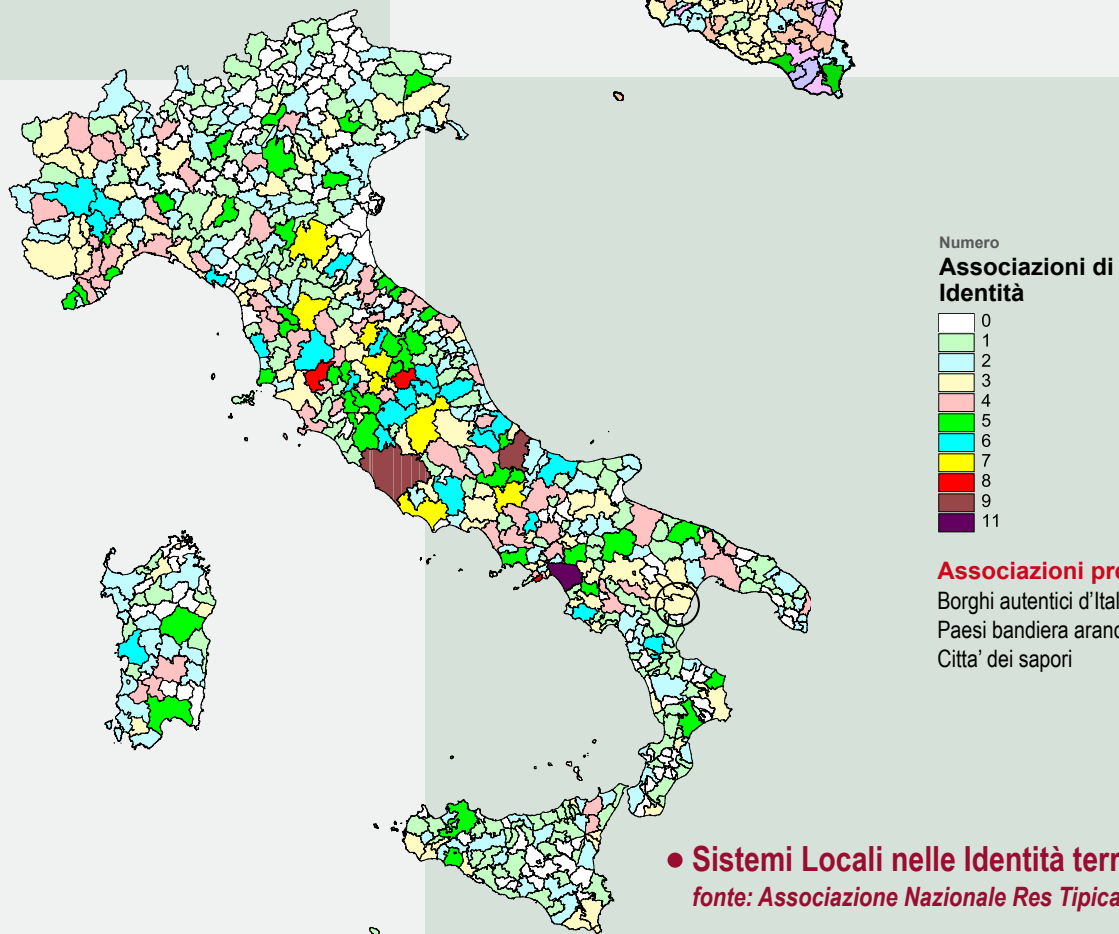 Numero
Associazioni di
Identità
0
1
2
3
4
5
6
7
8
9
11
Associazioni pre
Borghi autentici d'Ital
Paesi bandiera aranc
Citta' dei sapori
• Sistemi Locali nelle Identità terr
fonte: Associazione Nazionale Res Tipica